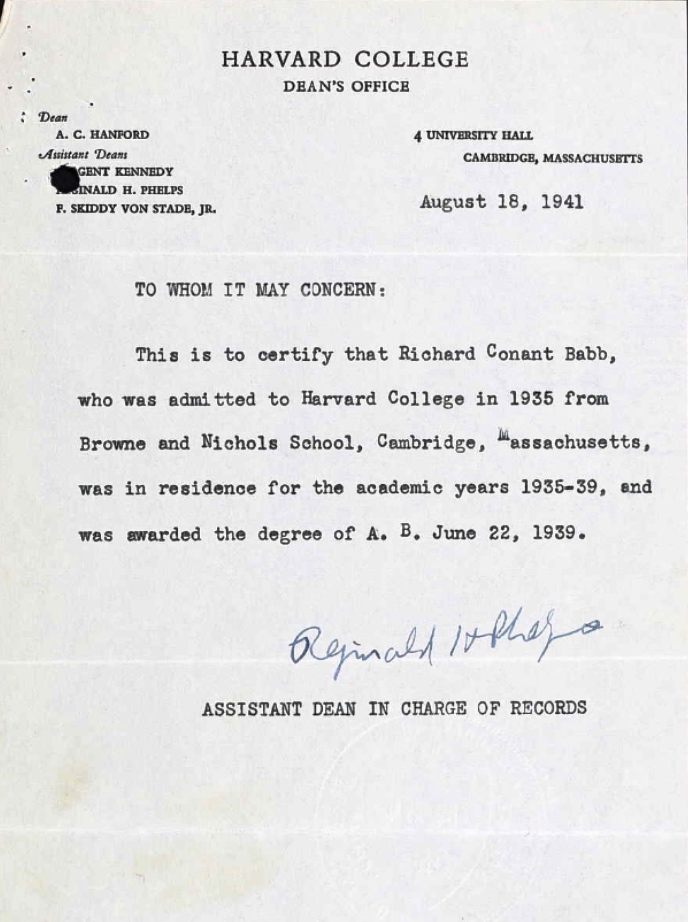 HARVARD COLLEGE
DEAN'S OFFICE
Dean
A. C. HANFORD
Assistant Deans
GENT KENNEDY
INALD H. PHELPS
F. SKIDDY VON STADE, JR.
4 UNIVERSITY HALL
CAMBRIDGE, MASSACHUSETTS
August 18, 1941
TO WHOM IT MAY CONCERN:
This is to certify that Richard Conant Babb,
who was admitted to Harvard College in 1935 from
Browne and Nichols School, Cambridge, Massachusetts,
was in residence for the academic years 1935-39, and
was awarded the degree of A. B. June 22, 1939.
Reginald H Phelps
ASSISTANT DEAN IN CHARGE OF RECORDS